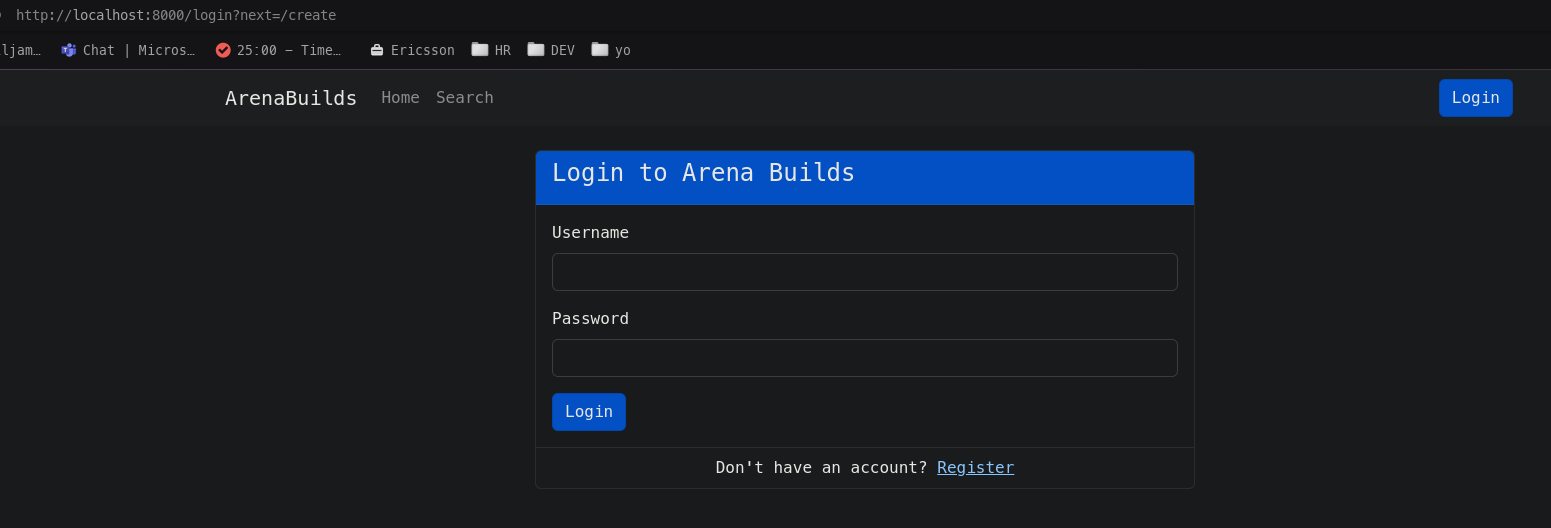 http://localhost:8000/login?next=/create
ljam… Chat | Micros… 25:00 – Time… Ericsson HR DEV yo
ArenaBuilds Home Search Login
Login to Arena Builds
Username
Password
Login
Don't have an account? Register